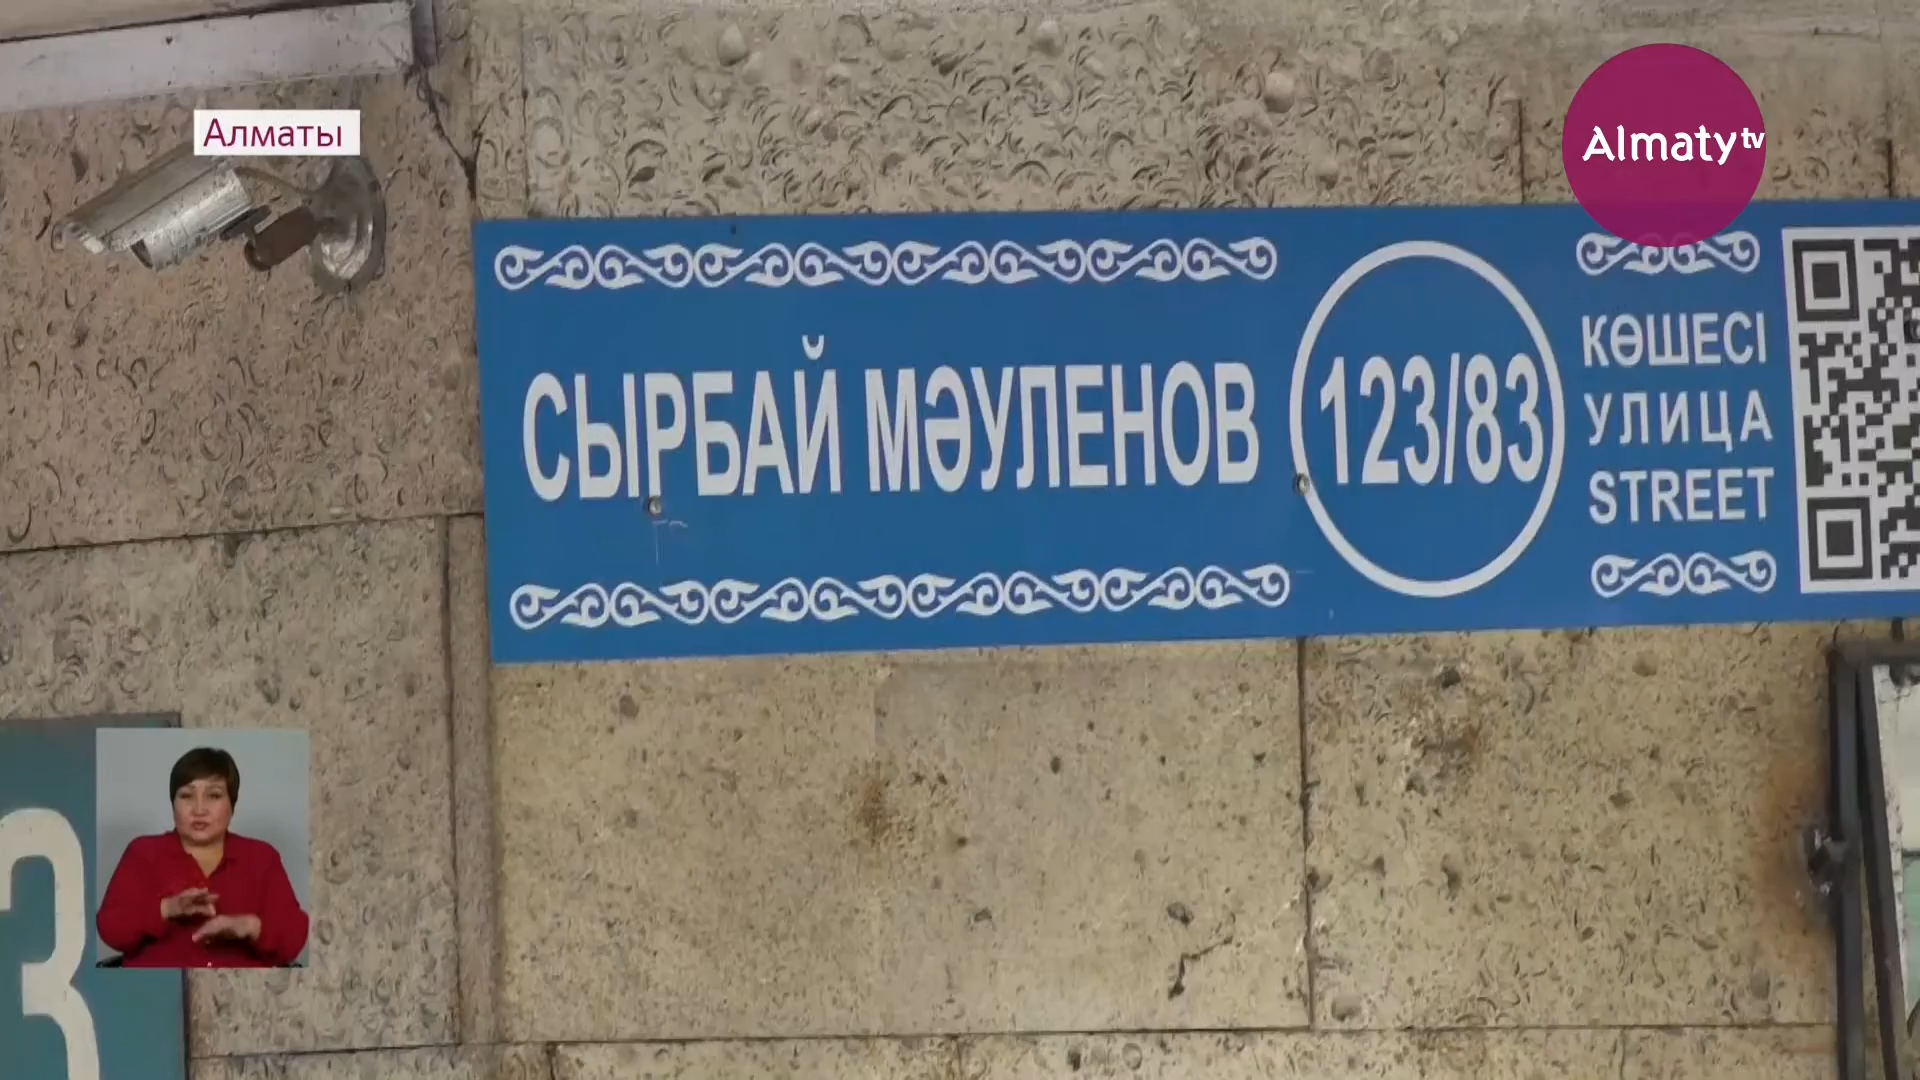 Алматы
Almaty tv
СЫРБАЙ МӘУЛЕНОВ
123/83
КӨШЕСІ
УЛИЦА
STREET
3